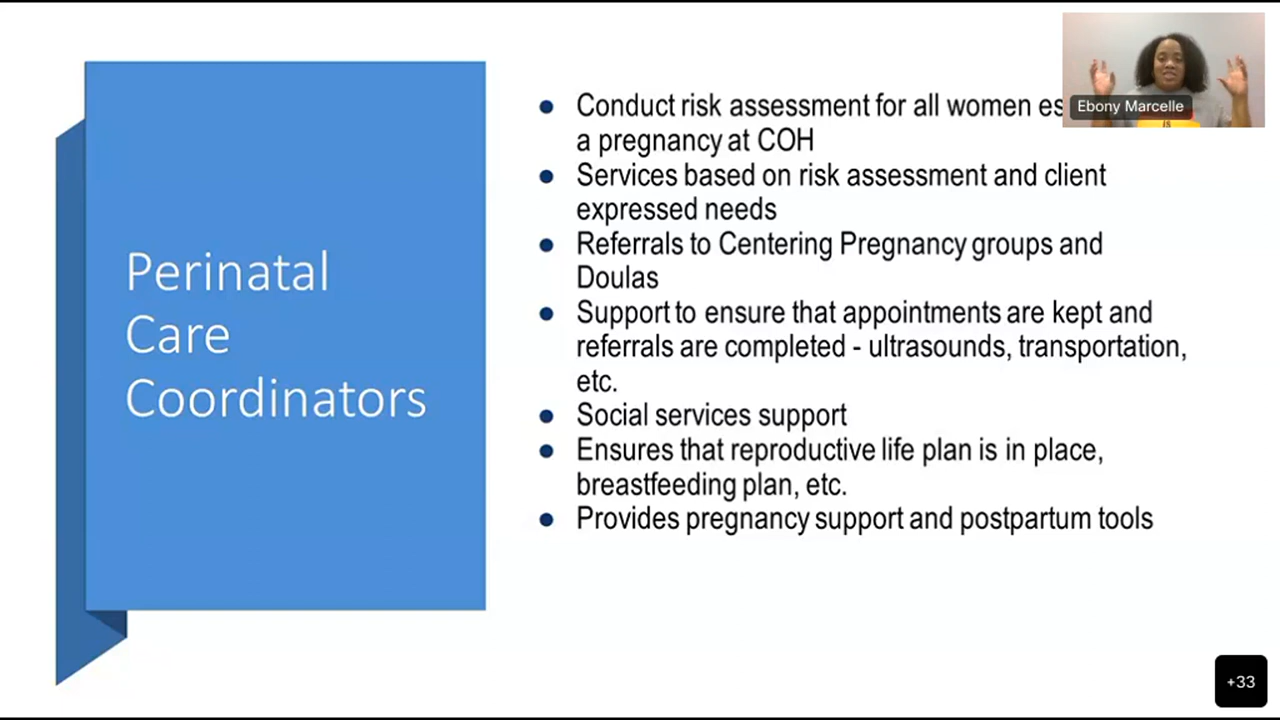 Perinatal
Care
Coordinators
● Conduct risk assessment for all women
a pregnancy at COH
● Services based on risk assessment and client
expressed needs
● Referrals to Centering Pregnancy groups and
Doulas
● Support to ensure that appointments are kept and
referrals are completed - ultrasounds, transportation,
etc.
● Social services support
● Ensures that reproductive life plan is in place,
breastfeeding plan, etc.
● Provides pregnancy support and postpartum tools
Ebony Marcelle
is
+33